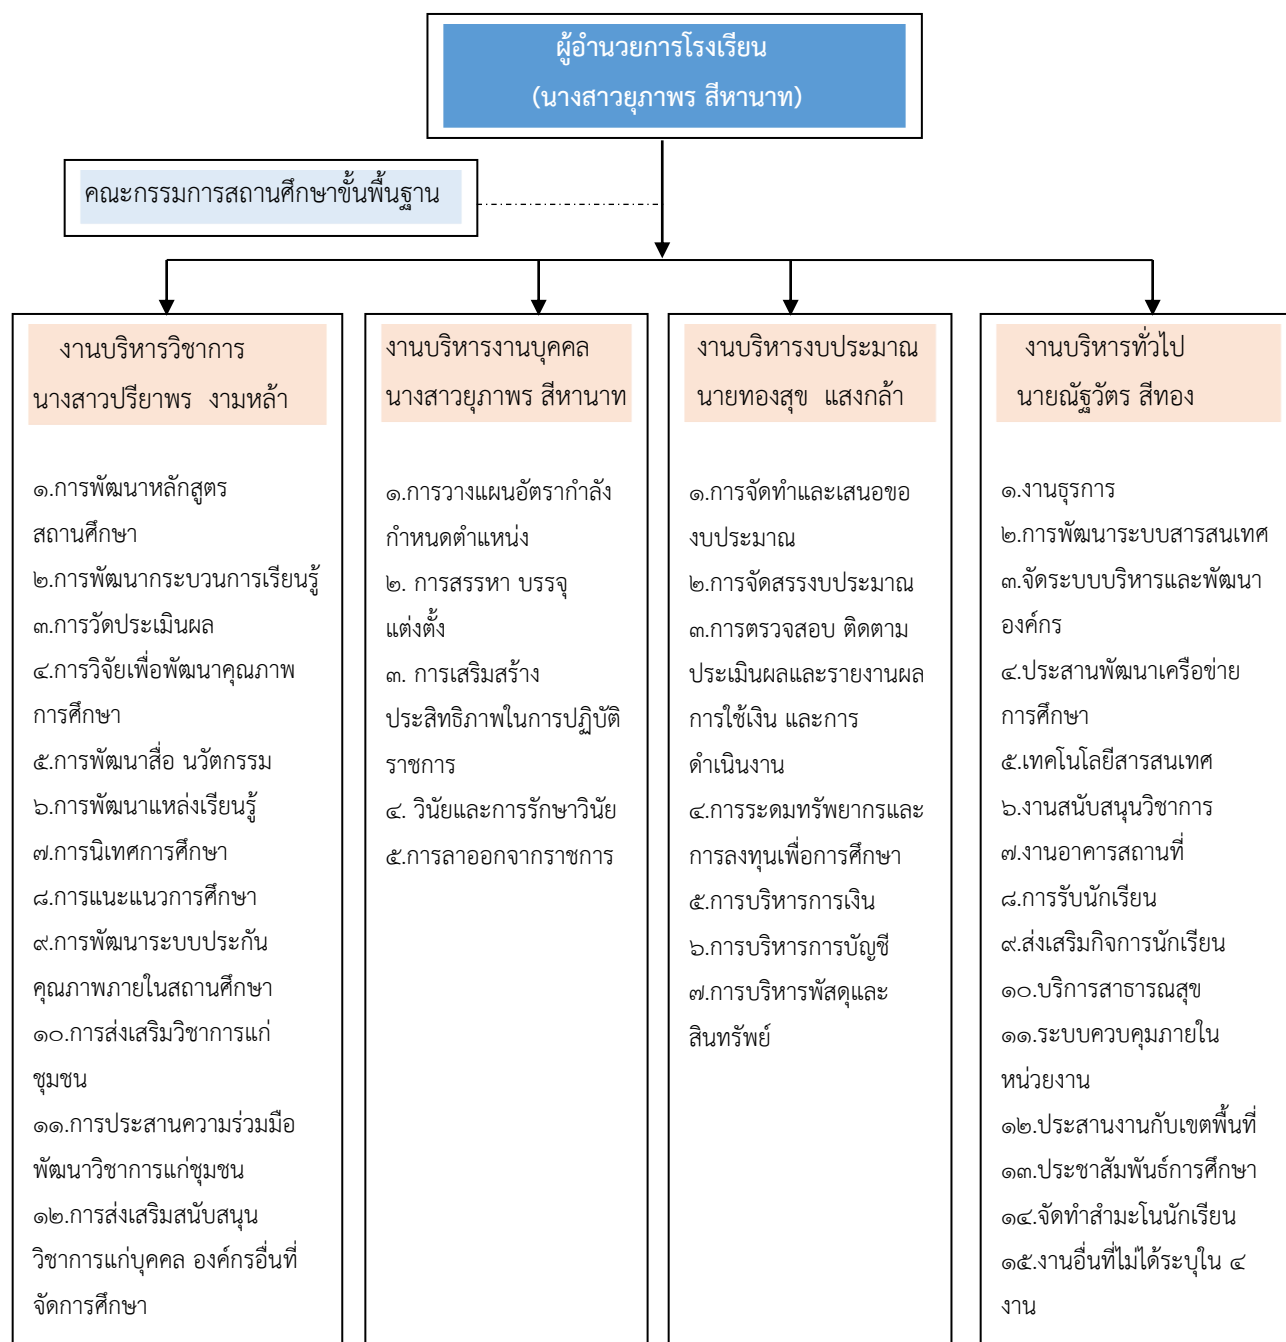 ผู้อำนวยการโรงเรียน
(นางสาวยุภาพร สีหานาท)
คณะกรรมการสถานศึกษาขั้นพื้นฐาน
งานบริหารวิชาการ
นางสาวปรียาพร งามหล้า
๑.การพัฒนาหลักสูตร
สถานศึกษา
๒.การพัฒนากระบวนการเรียนรู้
๓.การวัดประเมินผล
๔.การวิจัยเพื่อพัฒนาคุณภาพ
การศึกษา
๕.การพัฒนาสื่อ นวัตกรรม
๖.การพัฒนาแหล่งเรียนรู้
๗.การนิเทศการศึกษา
๘.การแนะแนวการศึกษา
๙.การพัฒนาระบบประกัน
คุณภาพภายในสถานศึกษา
๑๐.การส่งเสริมวิชาการแก่
ชุมชน
๑๑.การประสานความร่วมมือ
พัฒนาวิชาการแก่ชุมชน
๑๒.การส่งเสริมสนับสนุน
วิชาการแก่บุคคล องค์กรอื่นที่
จัดการศึกษา
งานบริหารงานบุคคล
นางสาวยุภาพร สีหานาท
๑.การวางแผนอัตรากำลัง
กำหนดตำแหน่ง
๒. การสรรหา บรรจุ
แต่งตั้ง
๓. การเสริมสร้าง
ประสิทธิภาพในการปฏิบัติ
ราชการ
๔. วินัยและการรักษาวินัย
๕.การลาออกจากราชการ
งานบริหารงบประมาณ
นายทองสุข แสงกล้า
๑.การจัดทำและเสนอขอ
งบประมาณ
๒.การจัดสรรงบประมาณ
๓.การตรวจสอบ ติดตาม
ประเมินผลและรายงานผล
การใช้เงิน และการ
ดำเนินงาน
๔.การระดมทรัพยากรและ
การลงทุนเพื่อการศึกษา
๕.การบริหารการเงิน
๖.การบริหารการบัญชี
๗.การบริหารพัสดุและ
สินทรัพย์
งานบริหารทั่วไป
นายณัฐวัตร สีทอง
๑.งานธุรการ
๒.การพัฒนาระบบสารสนเทศ
๓.จัดระบบบริหารและพัฒนา
องค์กร
๔.ประสานพัฒนาเครือข่าย
การศึกษา
๕.เทคโนโลยีสารสนเทศ
๖.งานสนับสนุนวิชาการ
๗.งานอาคารสถานที่
๘.การรับนักเรียน
๙.ส่งเสริมกิจการนักเรียน
๑๐.บริการสาธารณสุข
๑๑.ระบบควบคุมภายใน
หน่วยงาน
๑๒.ประสานงานกับเขตพื้นที่
๑๓.ประชาสัมพันธ์การศึกษา
๑๔.จัดทำสำมะโนนักเรียน
๑๕.งานอื่นที่ไม่ได้ระบุใน ๔
งาน